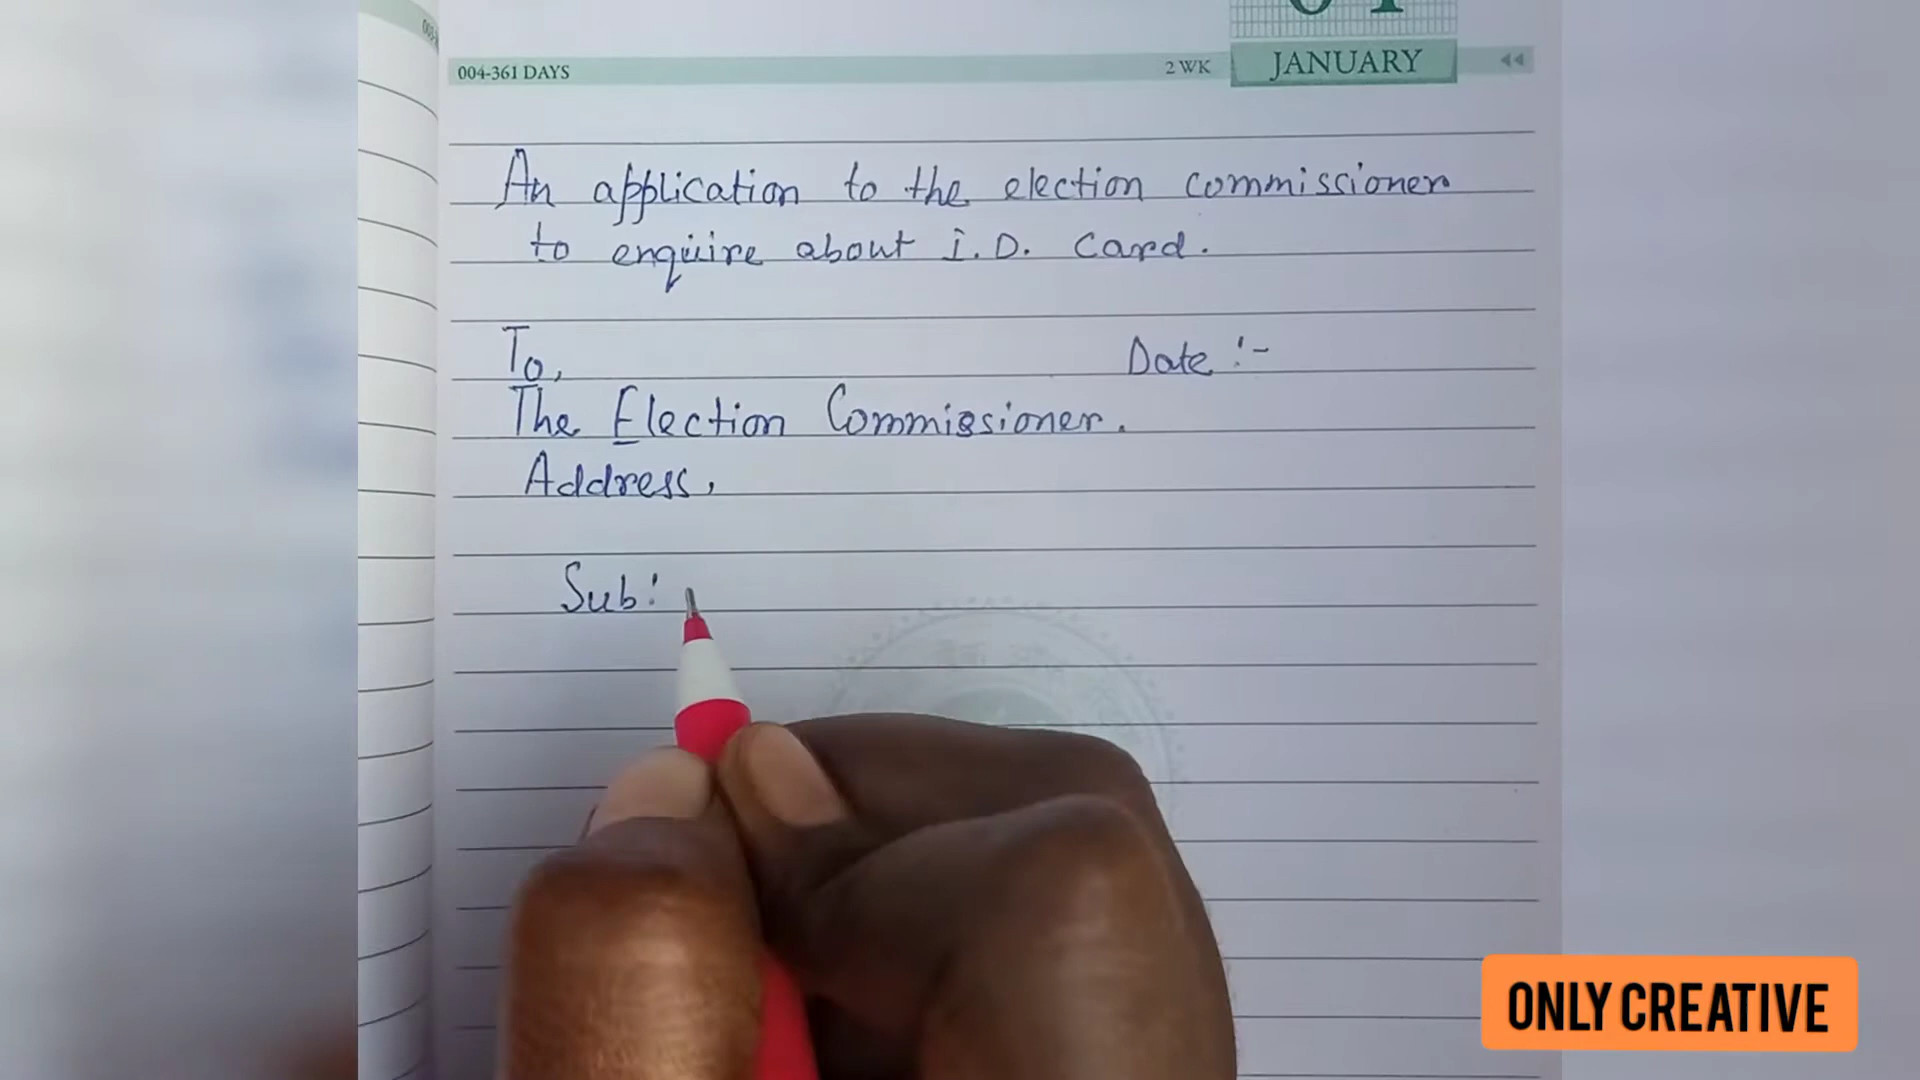 004-361 DAYS
2 WK
JANUARY
An application to the election commissioner
to enquire about i.D. Card.
To,
Date :-
The Election Commissioner.
Address,
Sub:
ONLY CREATIVE